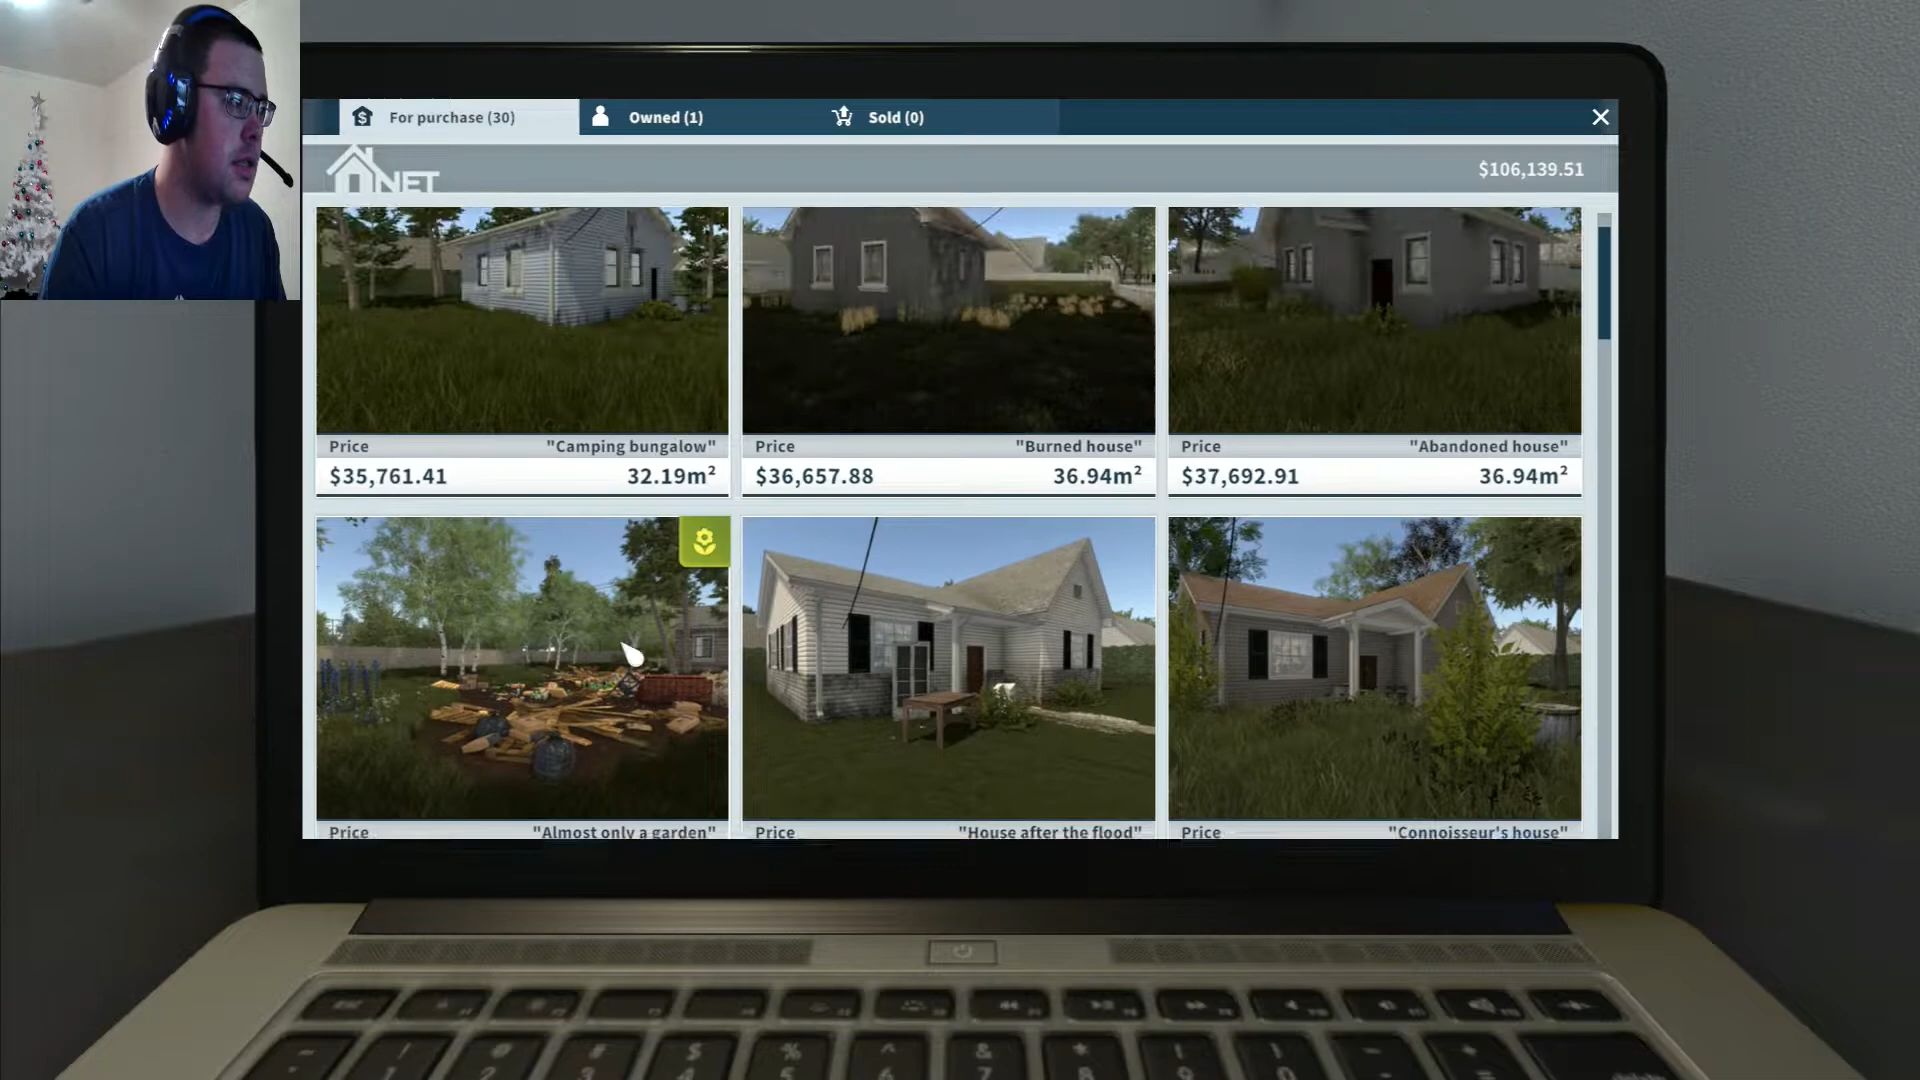 For purchase (30)
Owned (1)
Sold (0)
NET
$106,139.51
Price "Camping bungalow"
$35,761.41 32.19m²
Price "Burned house"
$36,657.88 36.94m²
Price "Abandoned house"
$37,692.91 36.94m²
Price "Almost only a garden"
Price "House after the flood"
Price "Connoisseur's house"